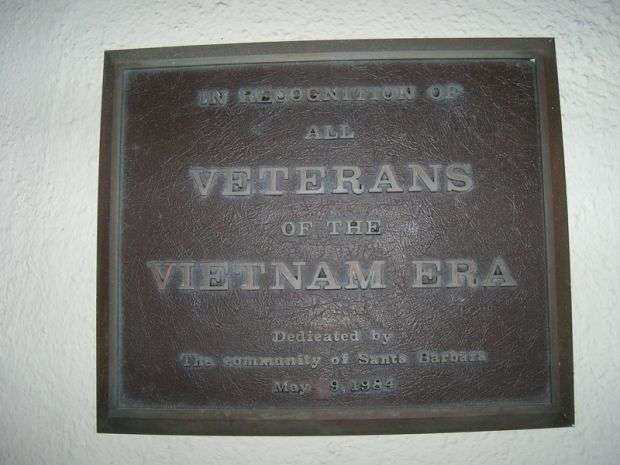 IN RECOGNITION OF
ALL
VETERANS
OF THE
VIETNAM ERA
Dedicated by
The community of Santa Barbara
May 9, 1984